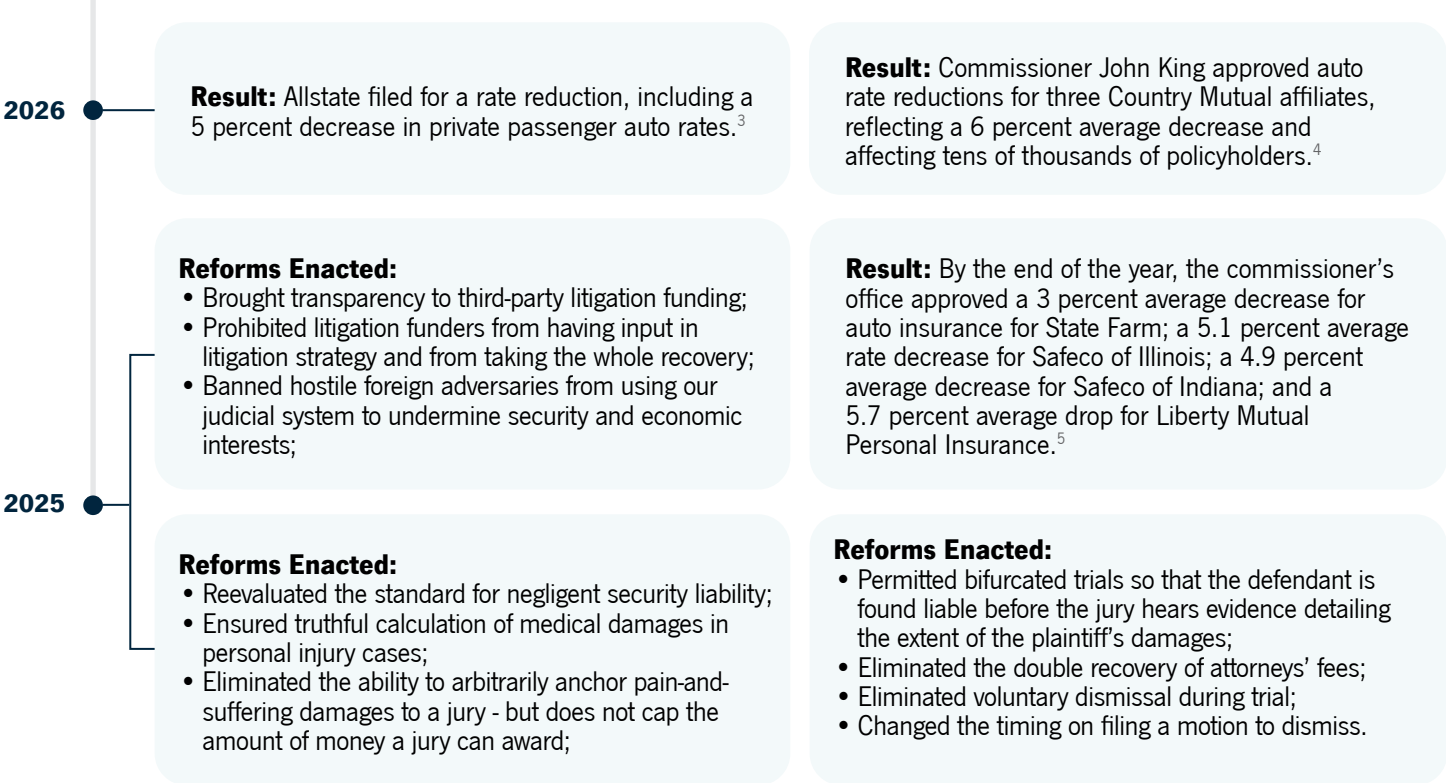 2026
Result: Allstate filed for a rate reduction, including a
5 percent decrease in private passenger auto rates.3
Result: Commissioner John King approved auto
rate reductions for three Country Mutual affiliates,
reflecting a 6 percent average decrease and
affecting tens of thousands of policyholders.4
2025
Reforms Enacted:
• Brought transparency to third-party litigation funding;
• Prohibited litigation funders from having input in
litigation strategy and from taking the whole recovery;
• Banned hostile foreign adversaries from using our
judicial system to undermine security and economic
interests;
Result: By the end of the year, the commissioner's
office approved a 3 percent average decrease for
auto insurance for State Farm; a 5.1 percent average
rate decrease for Safeco of Illinois; a 4.9 percent
average decrease for Safeco of Indiana; and a
5.7 percent average drop for Liberty Mutual
Personal Insurance.5
Reforms Enacted:
• Reevaluated the standard for negligent security liability;
• Ensured truthful calculation of medical damages in
personal injury cases;
• Eliminated the ability to arbitrarily anchor pain-and-
suffering damages to a jury - but does not cap the
amount of money a jury can award;
Reforms Enacted:
• Permitted bifurcated trials so that the defendant is
found liable before the jury hears evidence detailing
the extent of the plaintiff's damages;
• Eliminated the double recovery of attorneys' fees;
• Eliminated voluntary dismissal during trial;
• Changed the timing on filing a motion to dismiss.